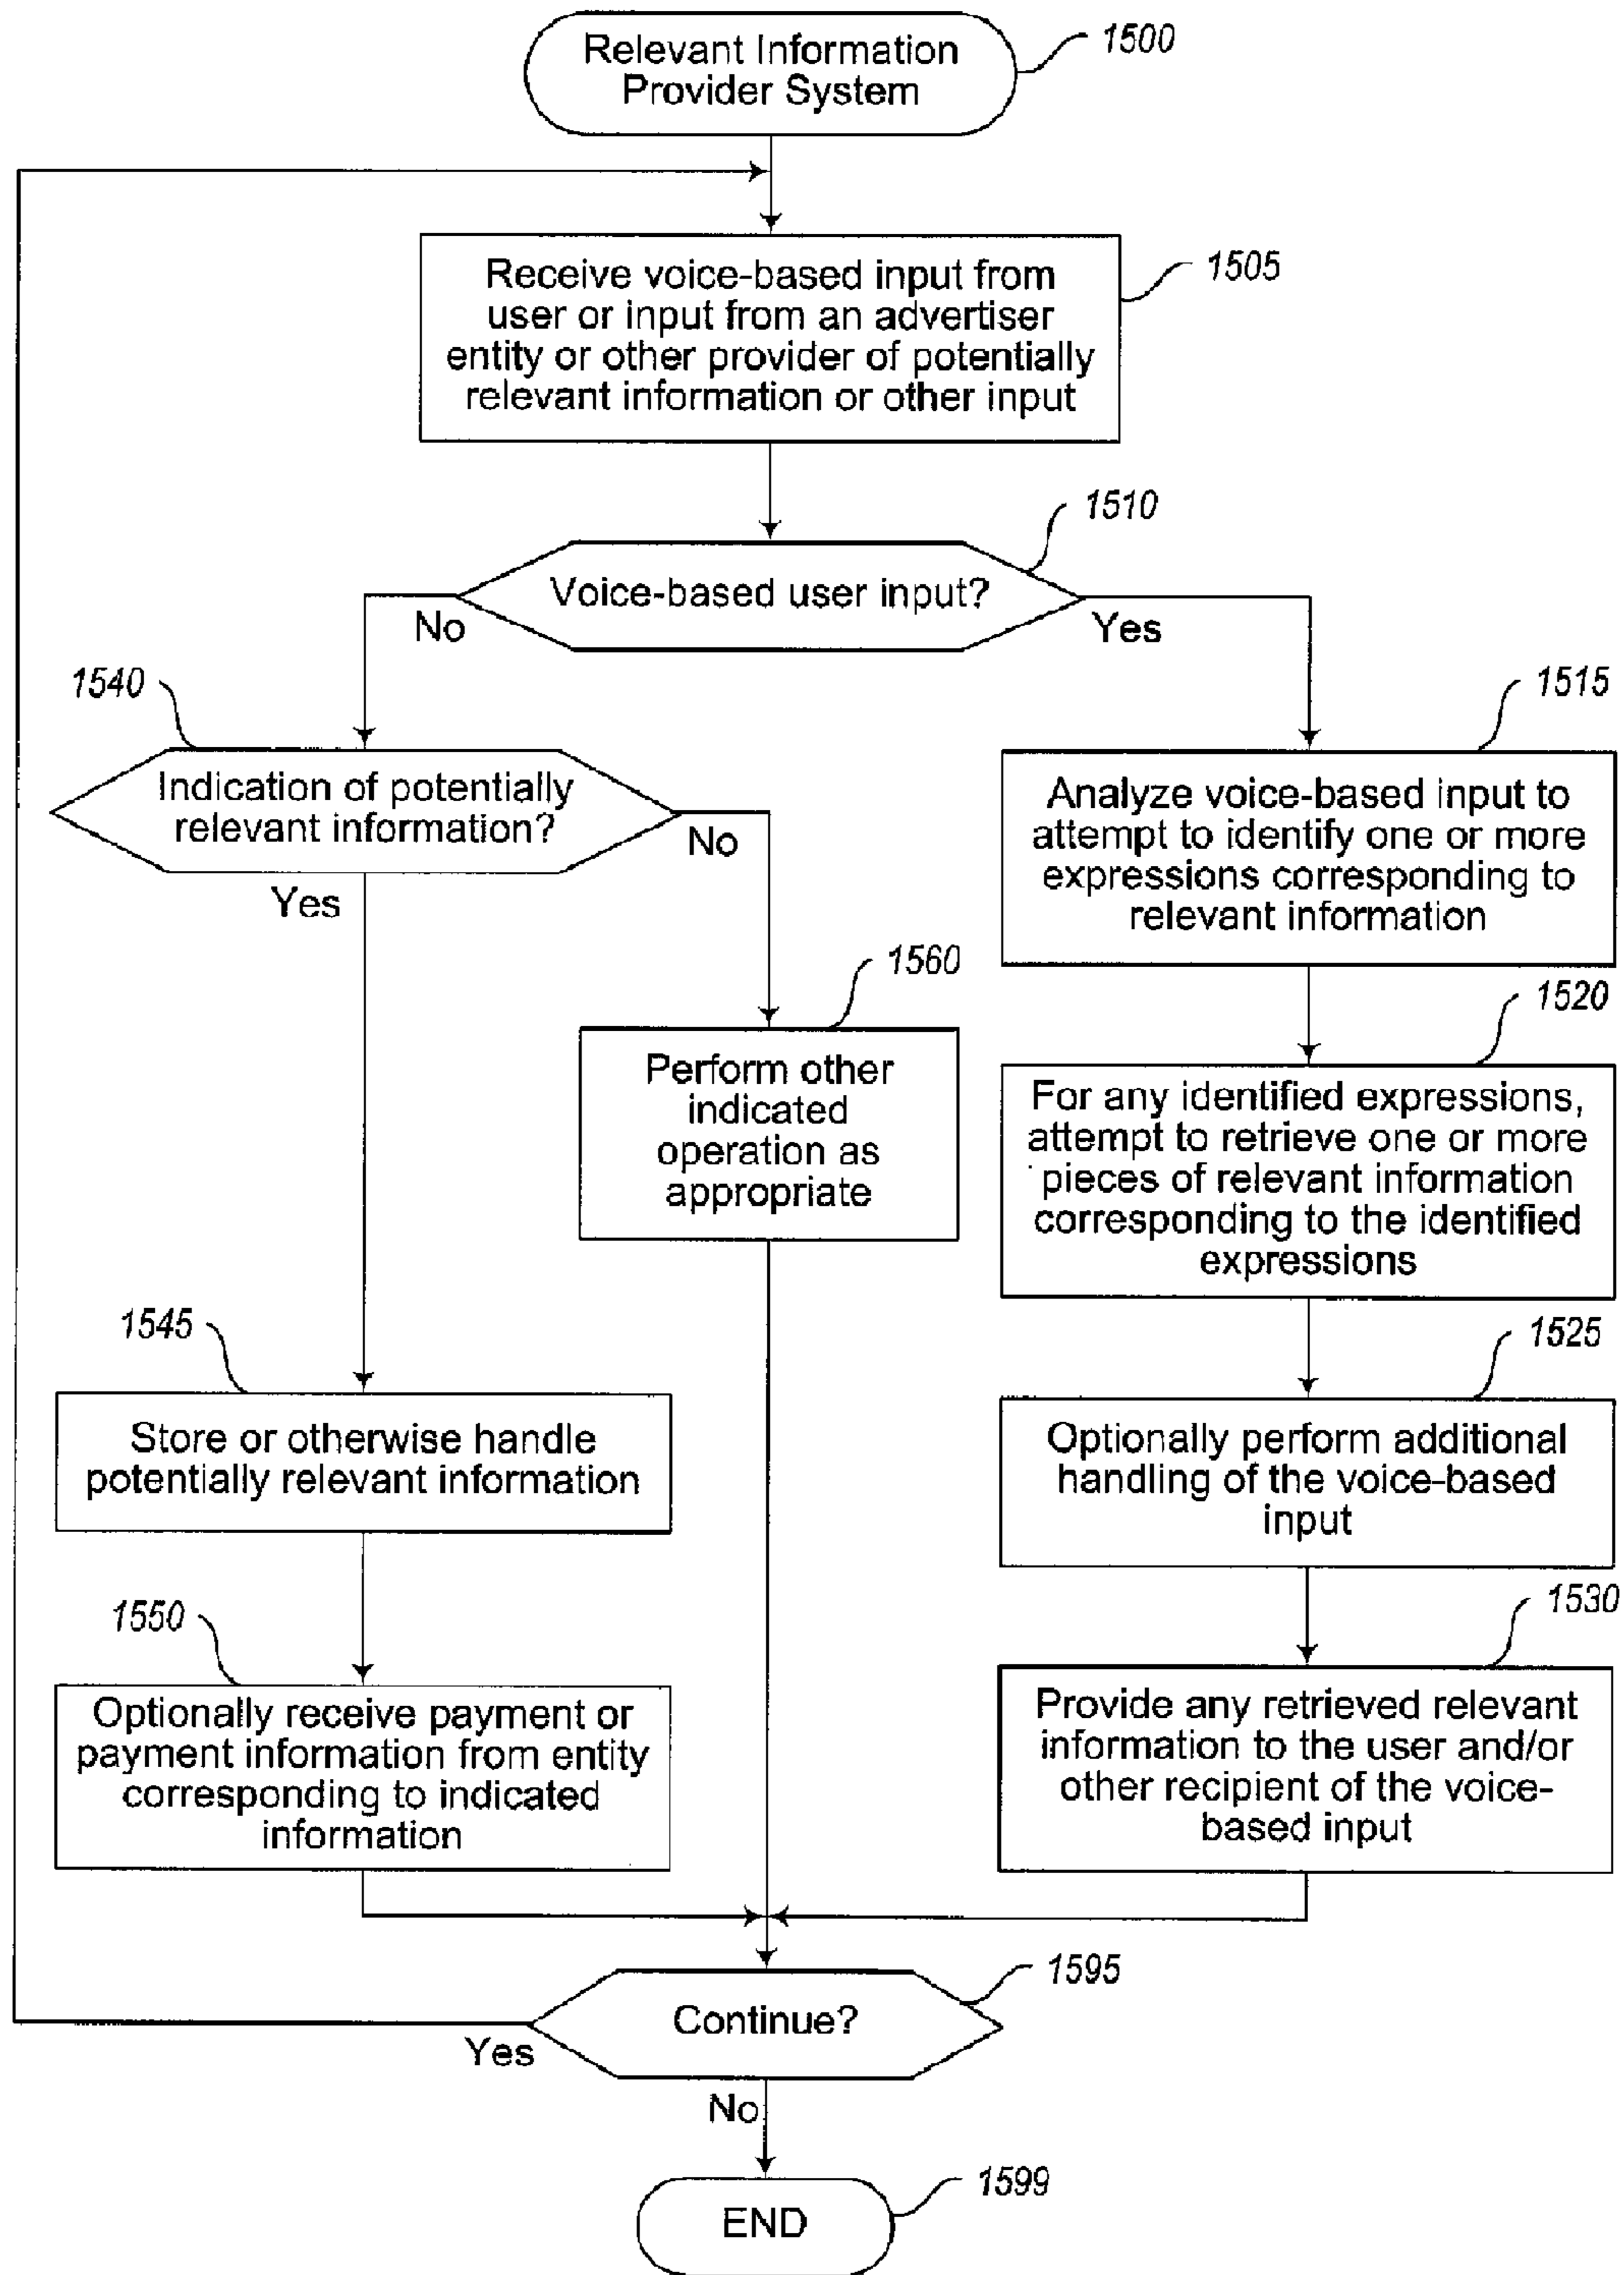 Relevant Information
Provider System
1500
Receive voice-based input from
user or input from an advertiser
entity or other provider of potentially
relevant information or other input
1505
Voice-based user input?
1510
No
Yes
1540
Indication of potentially
relevant information?
No
Yes
1515
Analyze voice-based input to
attempt to identify one or more
expressions corresponding to
relevant information
1560
Perform other
indicated
operation as
appropriate
1520
For any identified expressions,
attempt to retrieve one or more
pieces of relevant information
corresponding to the identified
expressions
1545
Store or otherwise handle
potentially relevant information
1525
Optionally perform additional
handling of the voice-based
input
1550
Optionally receive payment or
payment information from entity
corresponding to indicated
information
1530
Provide any retrieved relevant
information to the user and/or
other recipient of the voice-
based input
1595
Continue?
Yes
No
1599
END